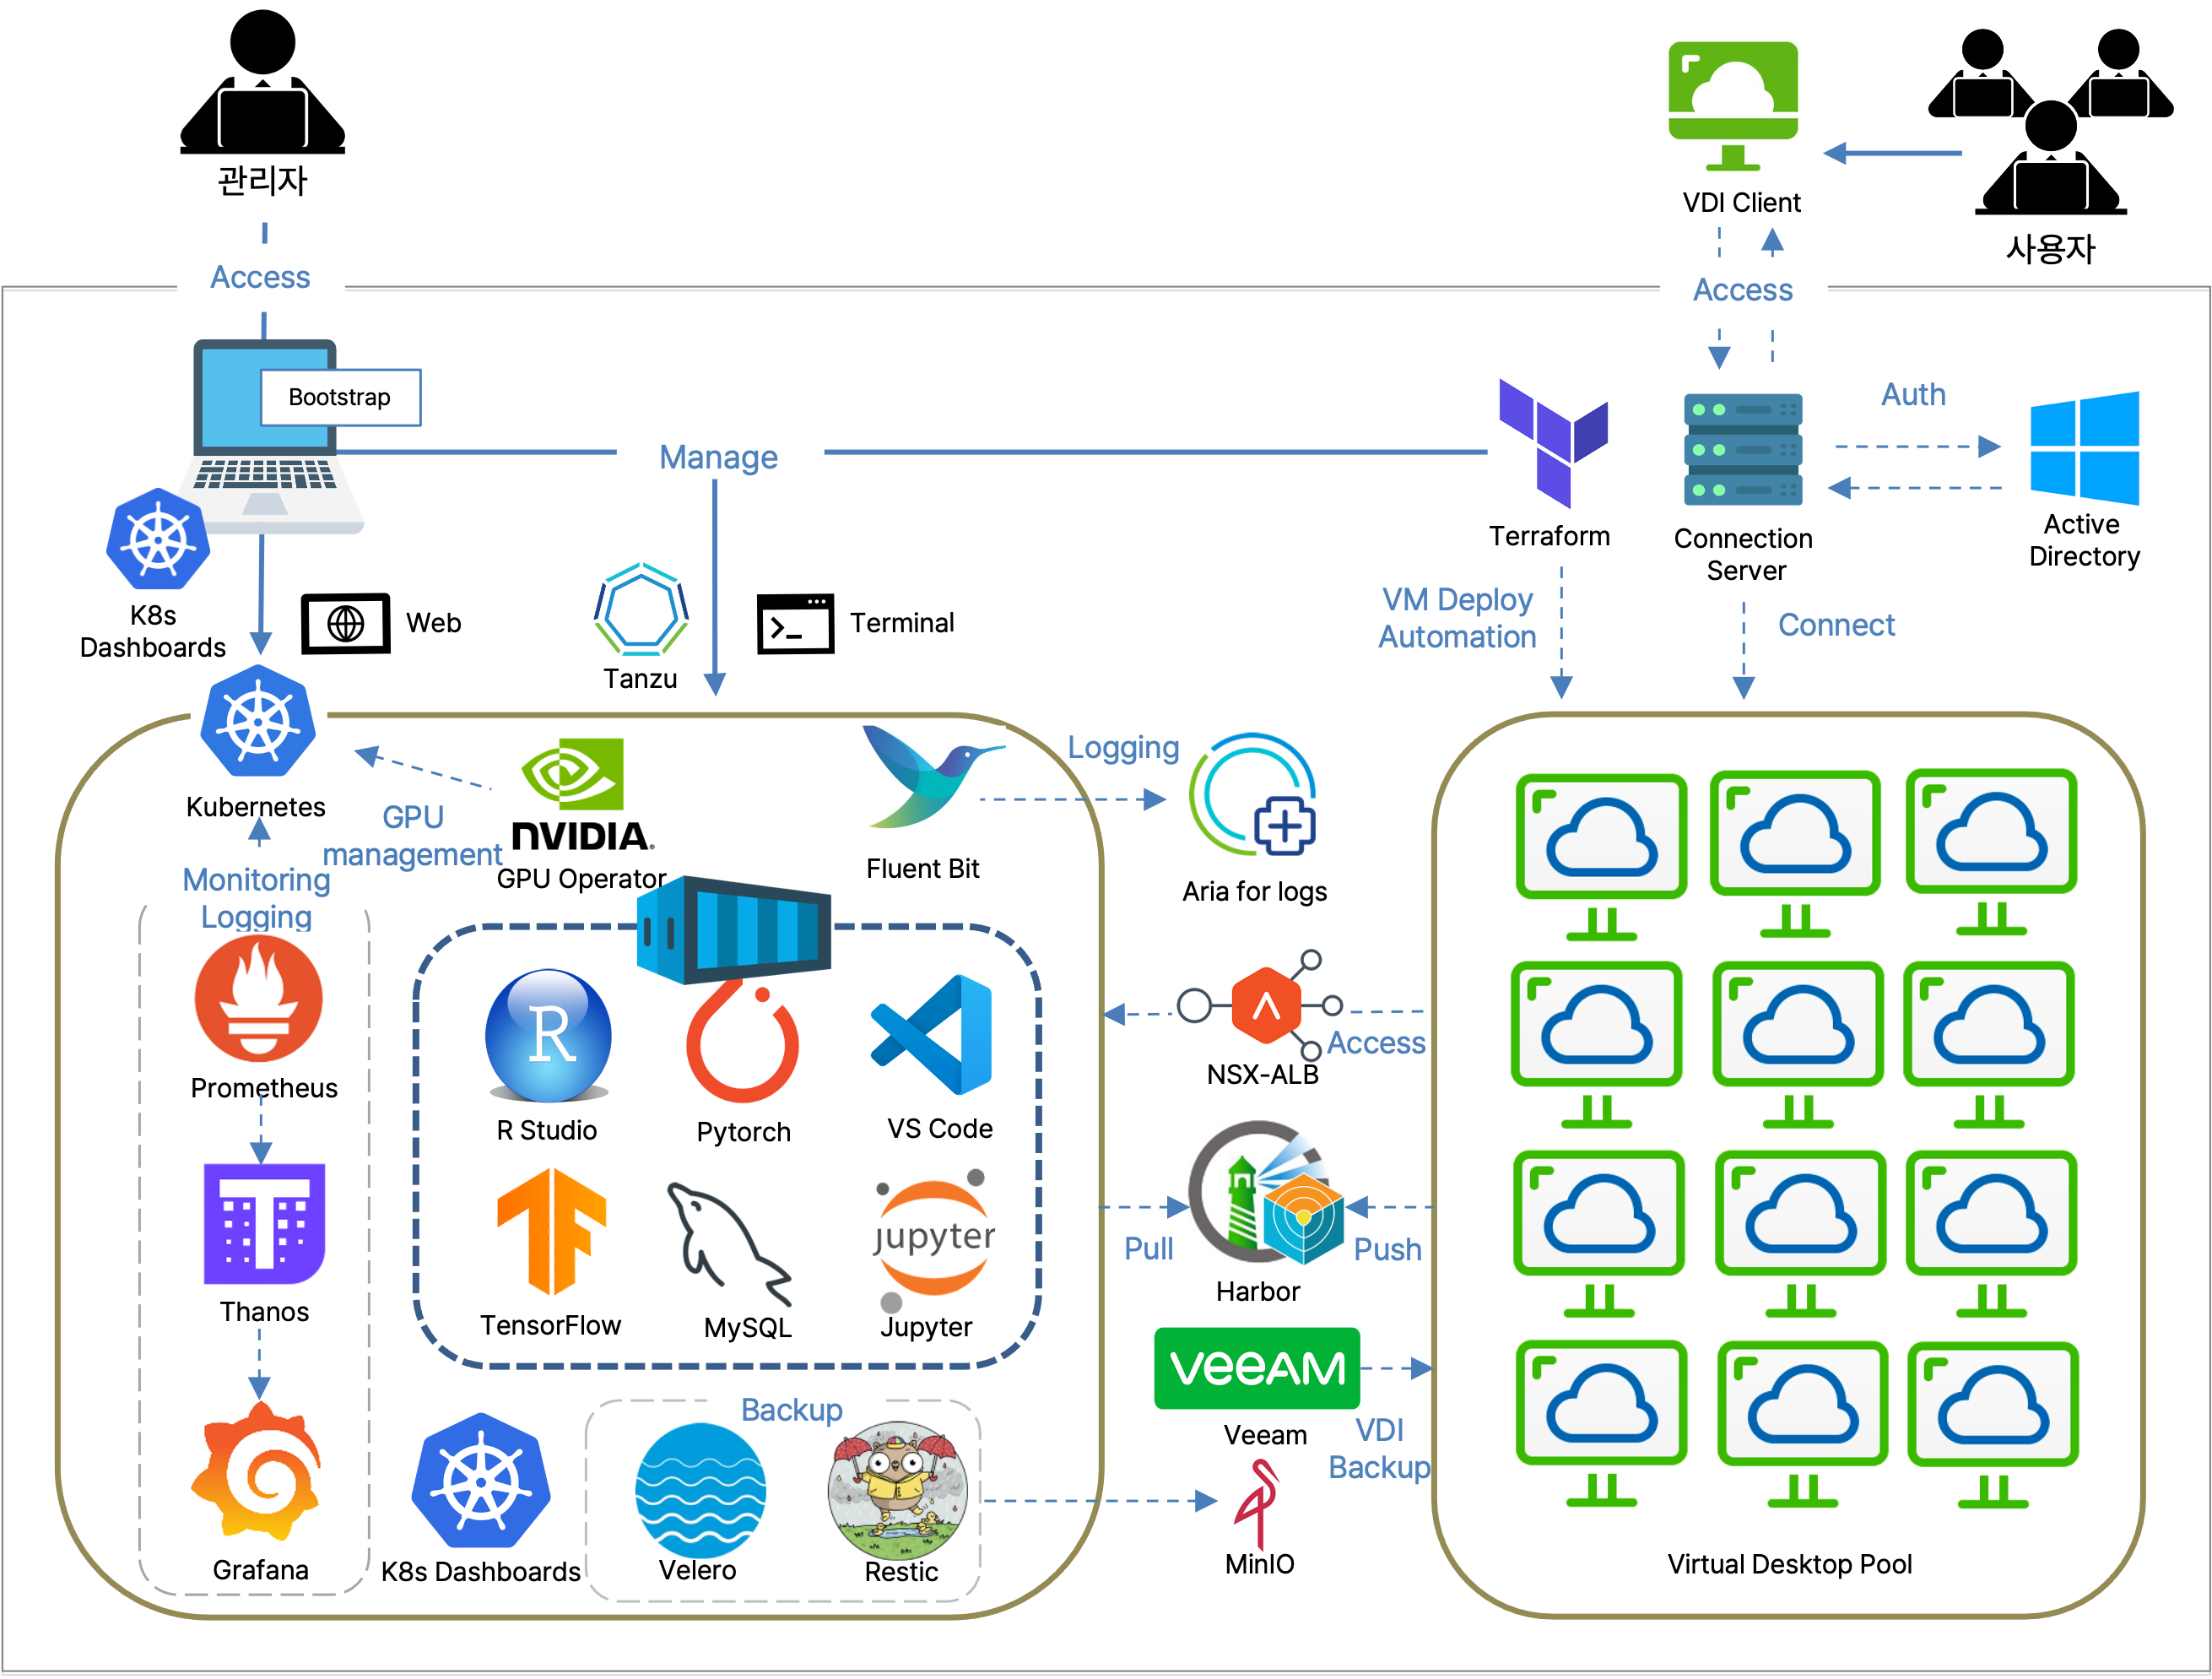 관리자
VDI Client
사용자
Access
Access
Bootstrap
Manage
Auth
Terraform
Connection
Server
Active
Directory
K8s
Dashboards
Web
Tanzu
Terminal
VM Deploy
Automation
Connect
Kubernetes
GPU
management
NVIDIA.
GPU Operator
Fluent Bit
Logging
Aria for logs
Monitoring
Logging
Prometheus
R
R Studio
Pytorch
VS Code
NSX-ALB
Access
Thanos
TensorFlow
MySQL
jupyter
Jupyter
Pull
Harbor
Push
veeAM
Veeam
VDI
Backup
Backup
Grafana
K8s Dashboards
Velero
Restic
MinIO
Virtual Desktop Pool